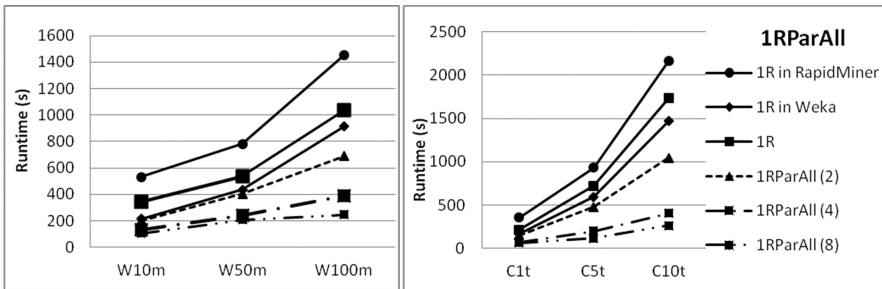 Runtime (s)
1600
1400
1200
1000
800
600
400
200
0
W10m W50m W100m
Runtime (s)
2500
2000
1500
1000
500
0
C1t C5t C10t
1RParAll
1R in RapidMiner
1R in Weka
1R
1RParAll (2)
1RParAll (4)
1RParAll (8)